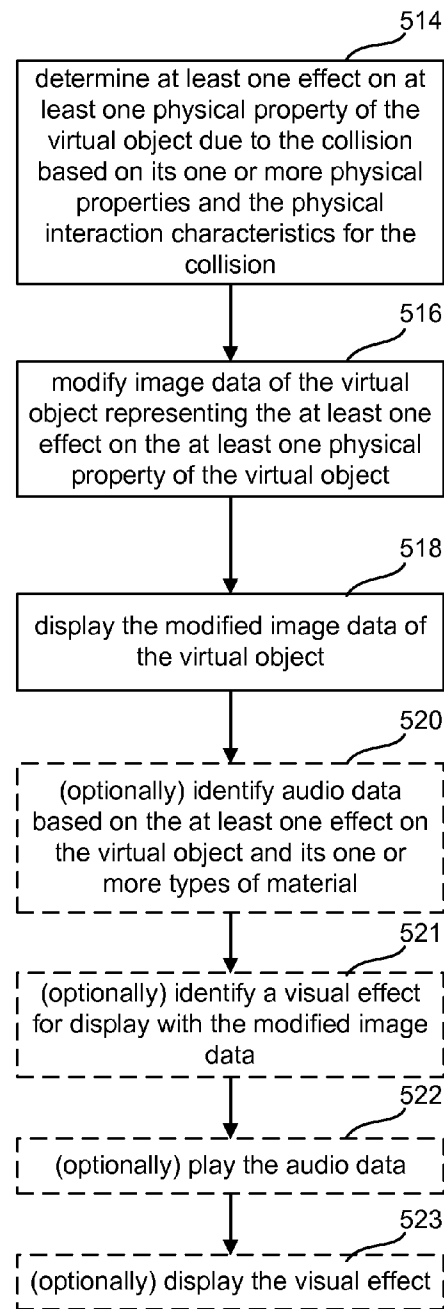 514
determine at least one effect on at
least one physical property of the
virtual object due to the collision
based on its one or more physical
properties and the physical
interaction characteristics for the
collision
516
modify image data of the virtual
object representing the at least one
effect on the at least one physical
property of the virtual object
518
display the modified image data of
the virtual object
520
(optionally) identify audio data
based on the at least one effect on
the virtual object and its one or
more types of material
521
(optionally) identify a visual effect
for display with the modified image
data
522
(optionally) play the audio data
523
(optionally) display the visual effect